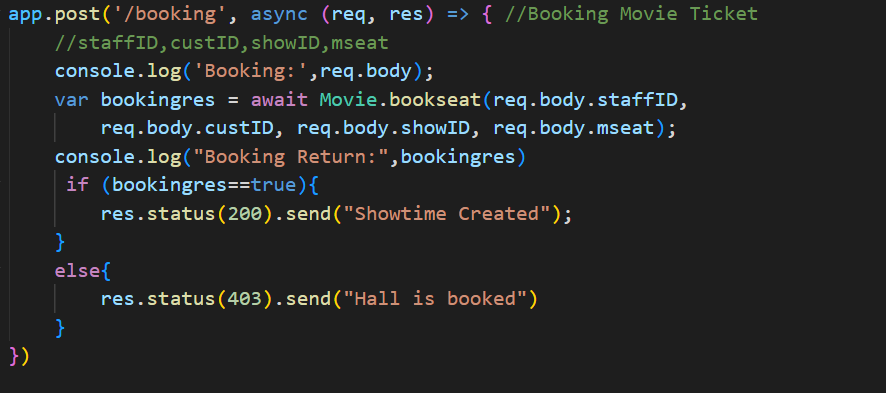 app.post('/booking', async (req, res) => { //Booking Movie Ticket
    //staffID,custID,showID,mseat
    console.log('Booking:',req.body);
    var bookingres = await Movie.bookseat(req.body.staffID,
        req.body.custID, req.body.showID, req.body.mseat);
    console.log("Booking Return:",bookingres)
     if (bookingres==true){
        res.status(200).send("Showtime Created");
    }
    else{
        res.status(403).send("Hall is booked")
    }
})